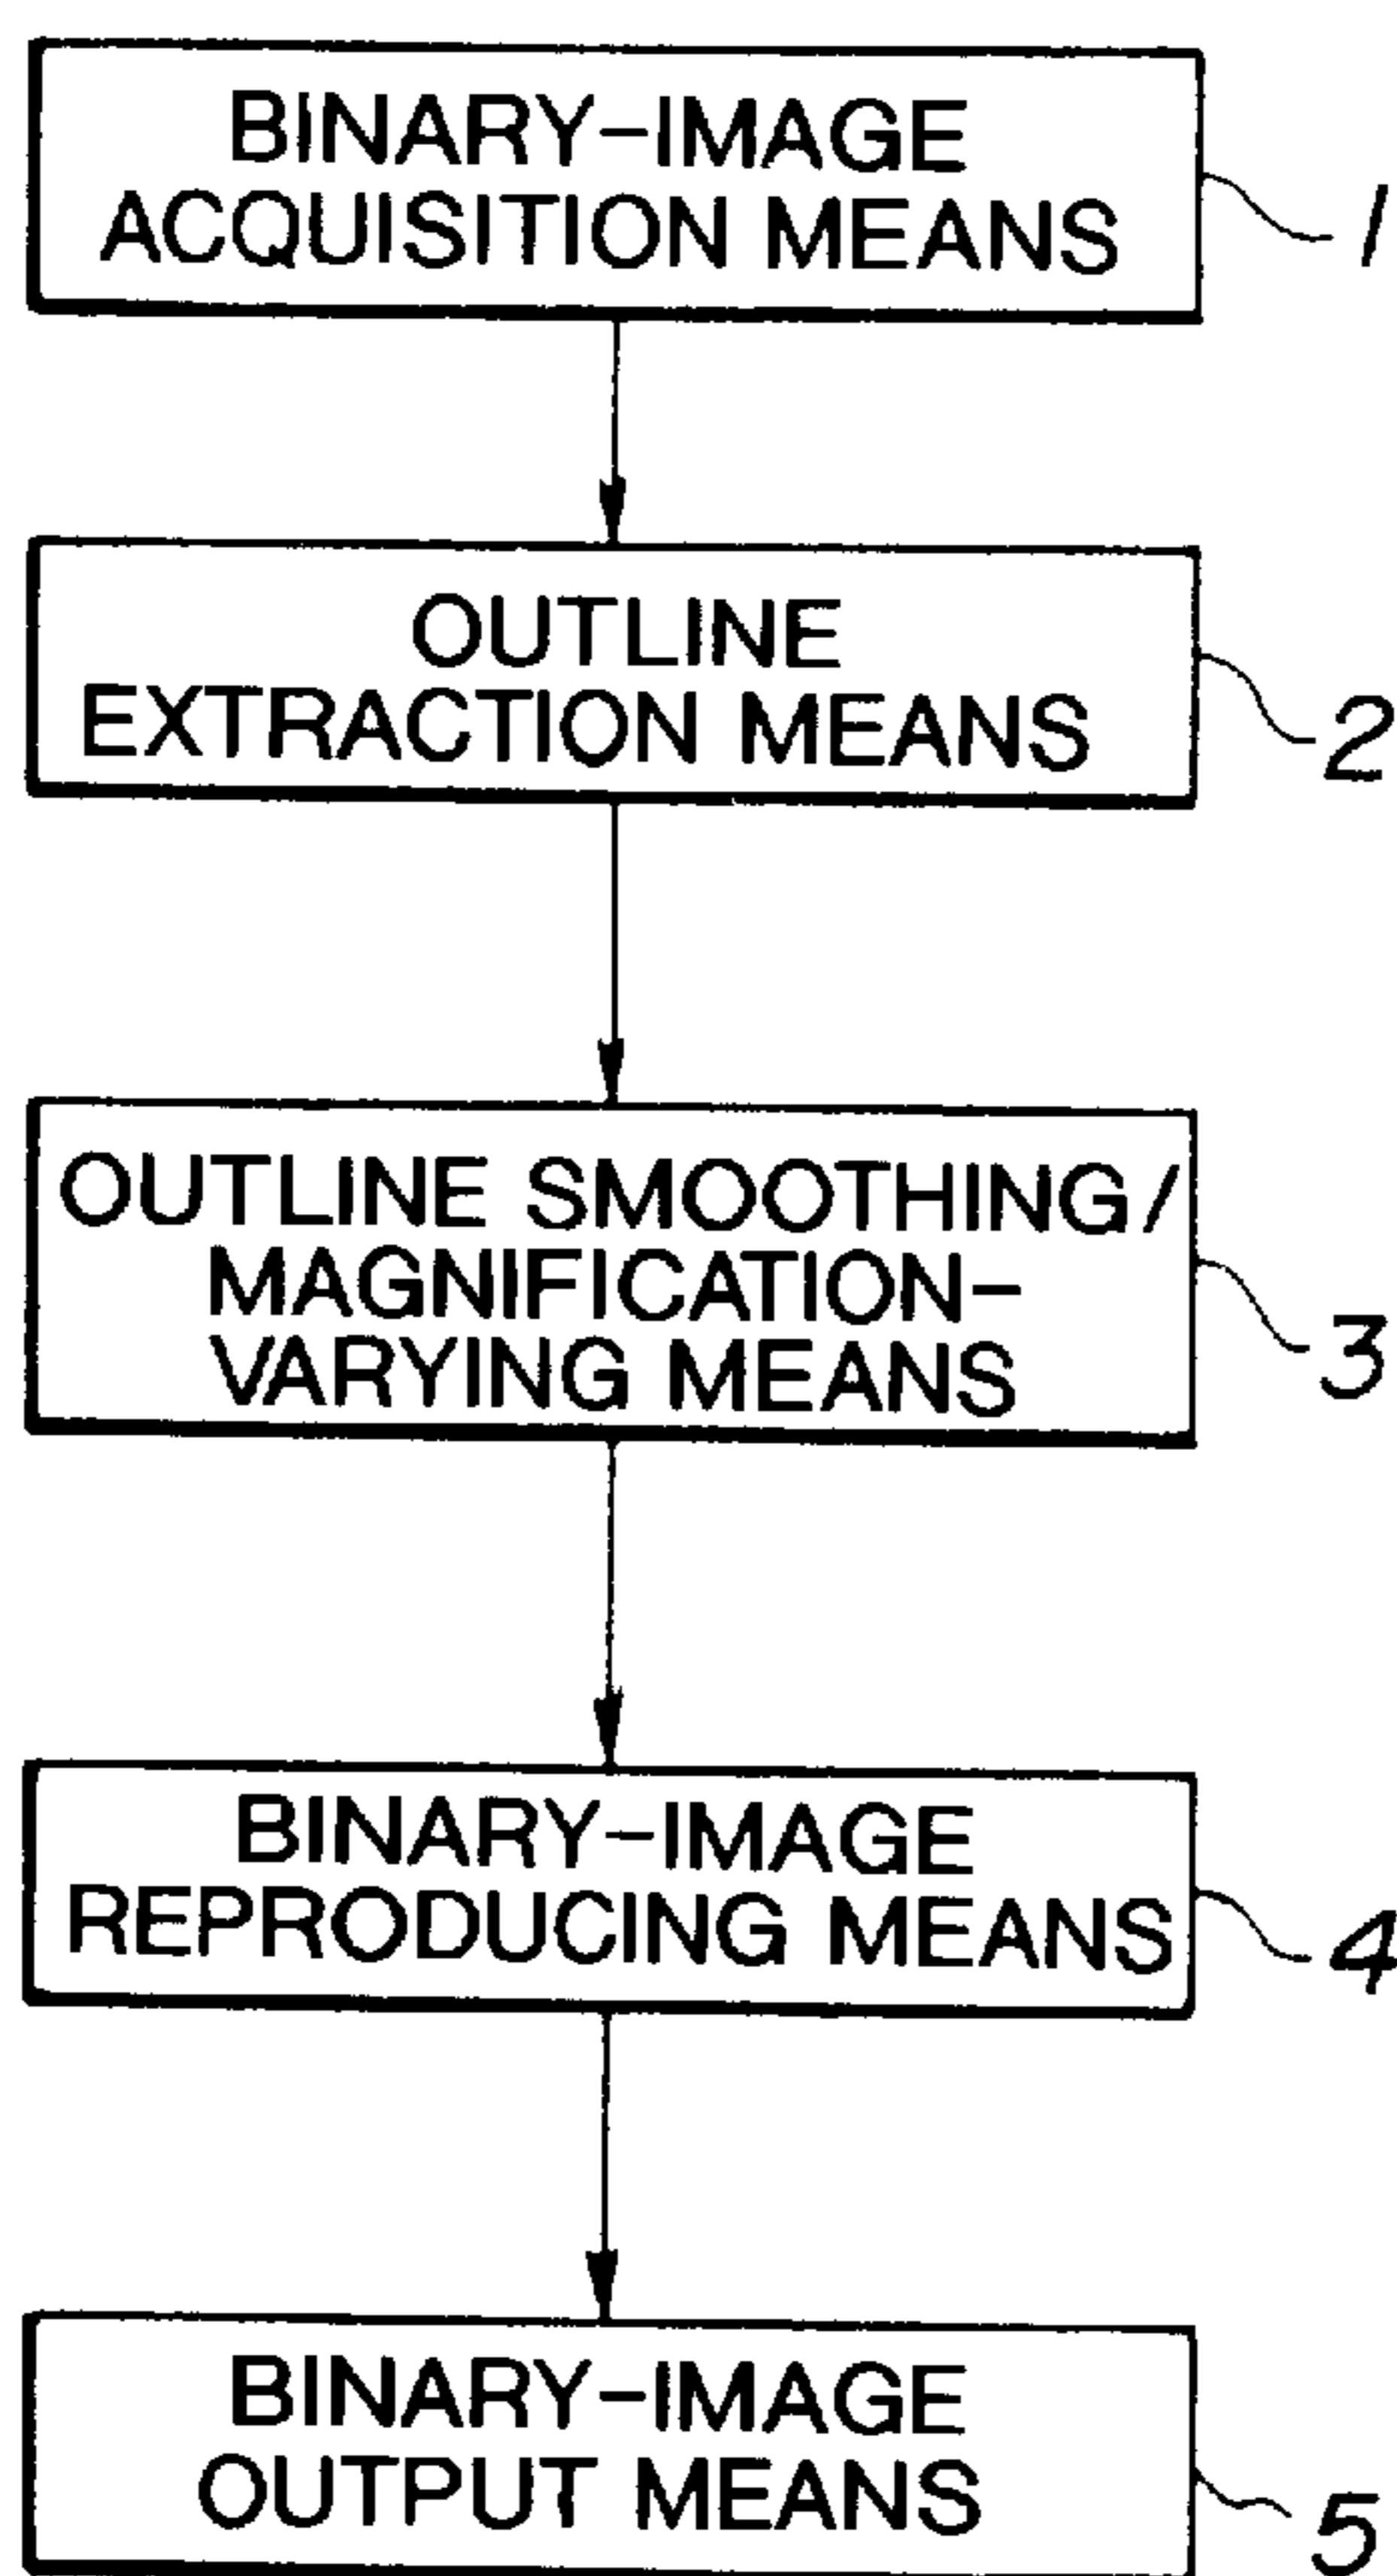 BINARY-IMAGE
ACQUISITION MEANS
1
OUTLINE
EXTRACTION MEANS
2
OUTLINE SMOOTHING/
MAGNIFICATION-
VARYING MEANS
3
BINARY-IMAGE
REPRODUCING MEANS
4
BINARY-IMAGE
OUTPUT MEANS
5